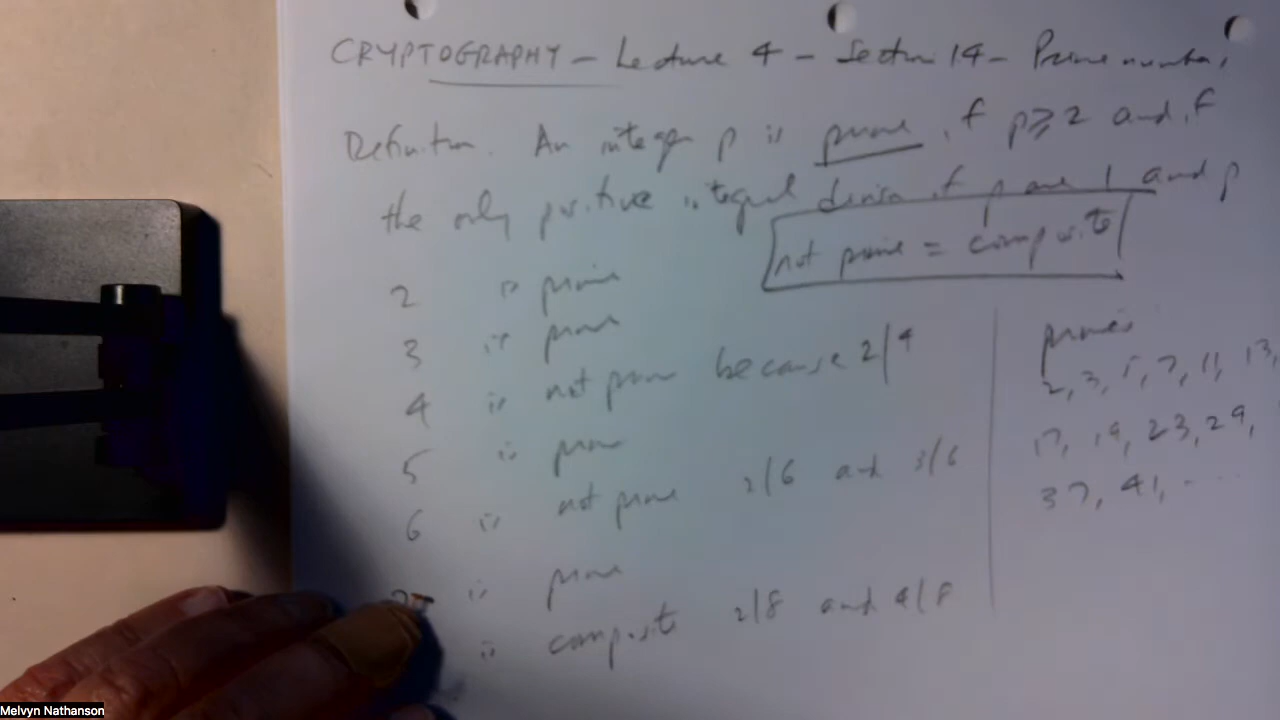 CRYPTOGRAPHY - Lecture 4 - Section 14 - Prime numbers
Definition. An integer p is prime if p ≥ 2 and if
the only positive integral divisors of p are 1 and p
not prime = composite
2 is prime
3 is prime
4 is not prime because 2|4
5 is prime
6 is not prime 2|6 and 3|6
7 is prime
is composite 2|8 and 4|8
primes
2, 3, 5, 7, 11, 13,
17, 19, 23, 29,
37, 41, ...
Melvyn Nathanson